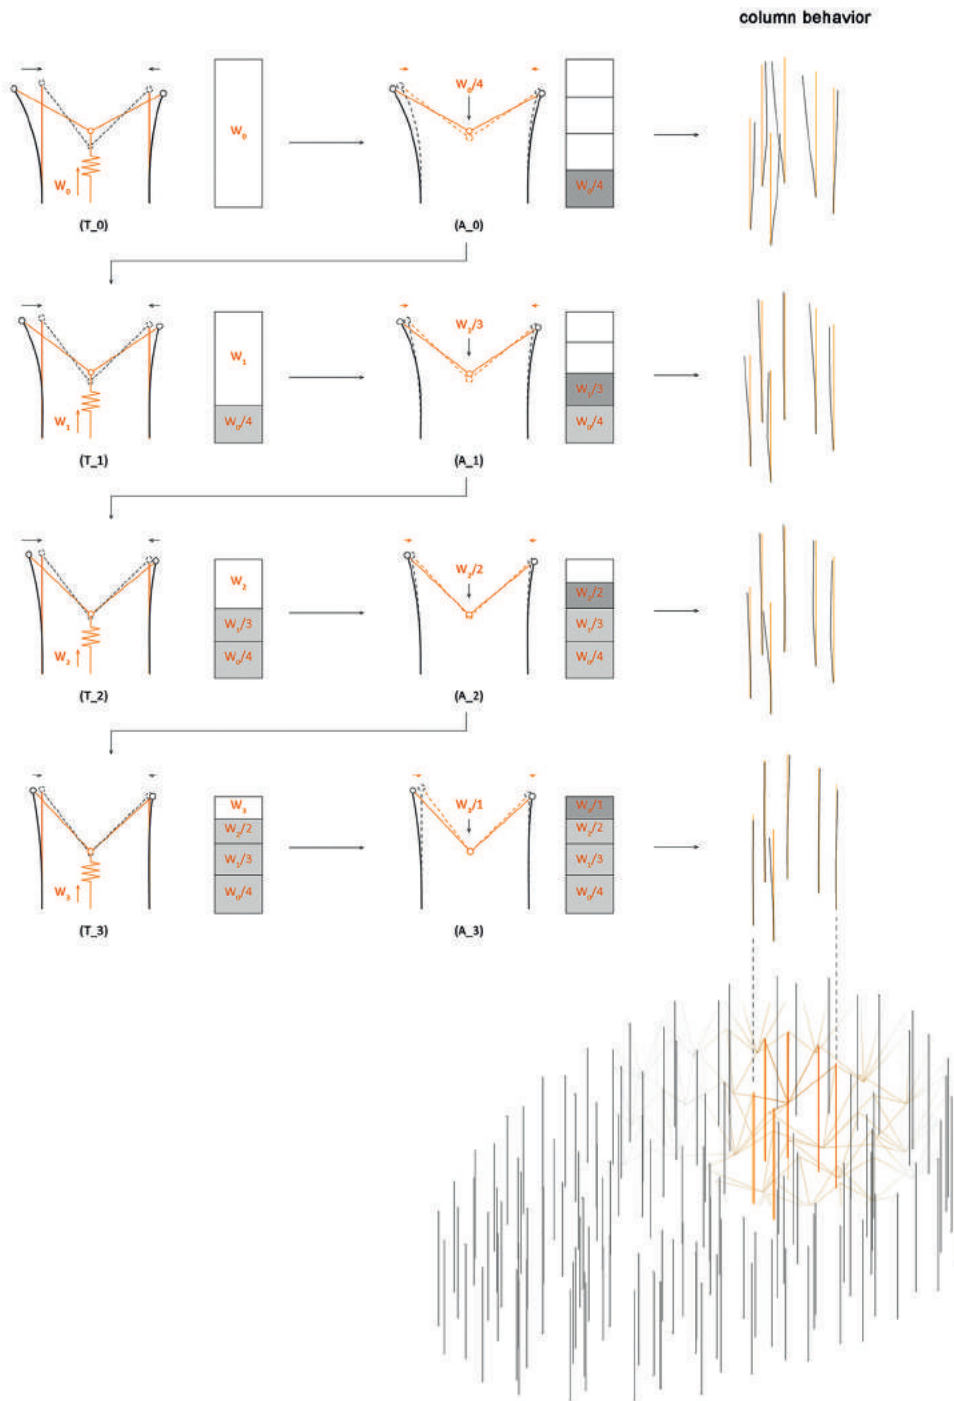 column behavior
W₀/4
W₀
W₀
W₀/4
(T_0)
(A_0)
W₁/3
W₁
W₁/3
W₁
W₀/4
W₀/4
(T_1)
(A_1)
W₂/2
W₂
W₂/2
W₁/3
W₁/3
W₂
W₀/4
W₀/4
(T_2)
(A_2)
W₃
W₃/1
W₃/1
W₂/2
W₂/2
W₁/3
W₁/3
W₃
W₀/4
W₀/4
(T_3)
(A_3)